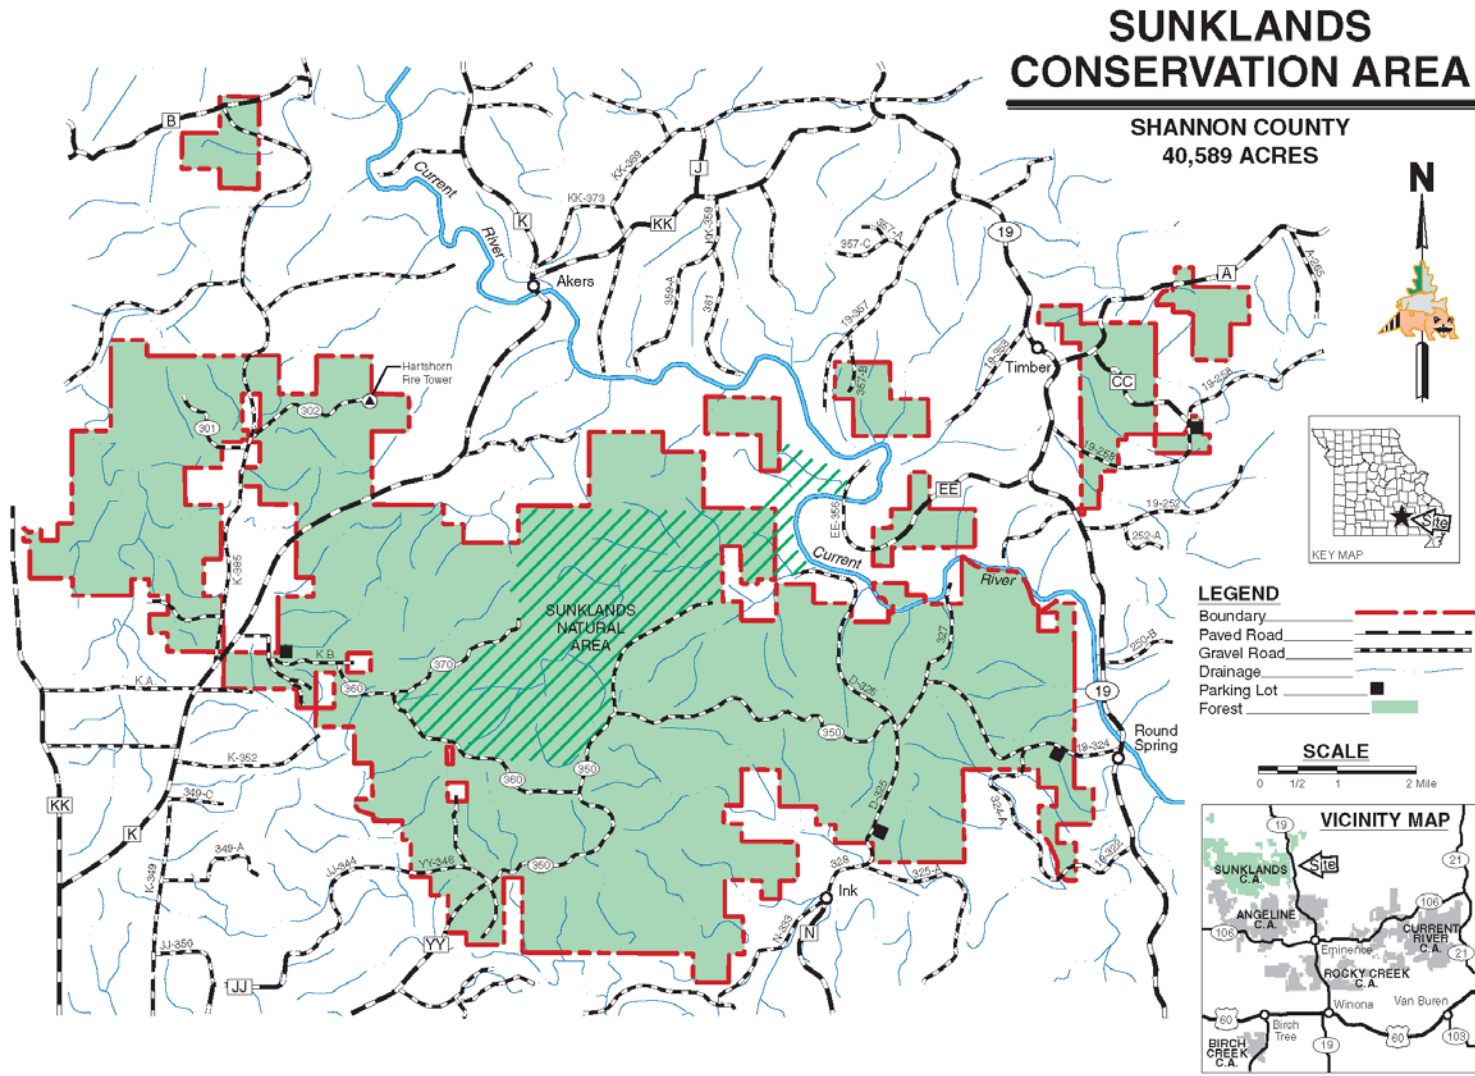 SUNKLANDS
CONSERVATION AREA
SHANNON COUNTY
40,589 ACRES
N
B
Current
River
K
J
KK
KK-369
KK-373
KK-359
359-A
361
Akers
357-A
357-C
19-357
357-B
19
19-353
Timber
A
A-265
CC
19-258
19-258
Hartshorn
Fire Tower
302
301
K-385
EE
EE-356
19-252
252-A
Current
River
SUNKLANDS
NATURAL
AREA
K.B.
K.A.
360
370
327
D-325
350
250-B
19
Round
Spring
19-324
K-352
349-C
KK
K
349-A
K-349
360
350
D-325
324-A
19-322
JJ-344
YY-346
350
328
325-A
Ink
N-333
N
JJ-350
JJ
YY
KEY MAP
Site
LEGEND
Boundary
Paved Road
Gravel Road
Drainage
Parking Lot
Forest
SCALE
0 1/2 1 2 Mile
VICINITY MAP
19
Site
21
SUNKLANDS
C.A.
106
ANGELINE
C.A.
106
CURRENT
RIVER
C.A.
21
Eminence
ROCKY CREEK
C.A.
Winona
Van Buren
60
Birch
Tree
60
103
19
BIRCH
CREEK
C.A.